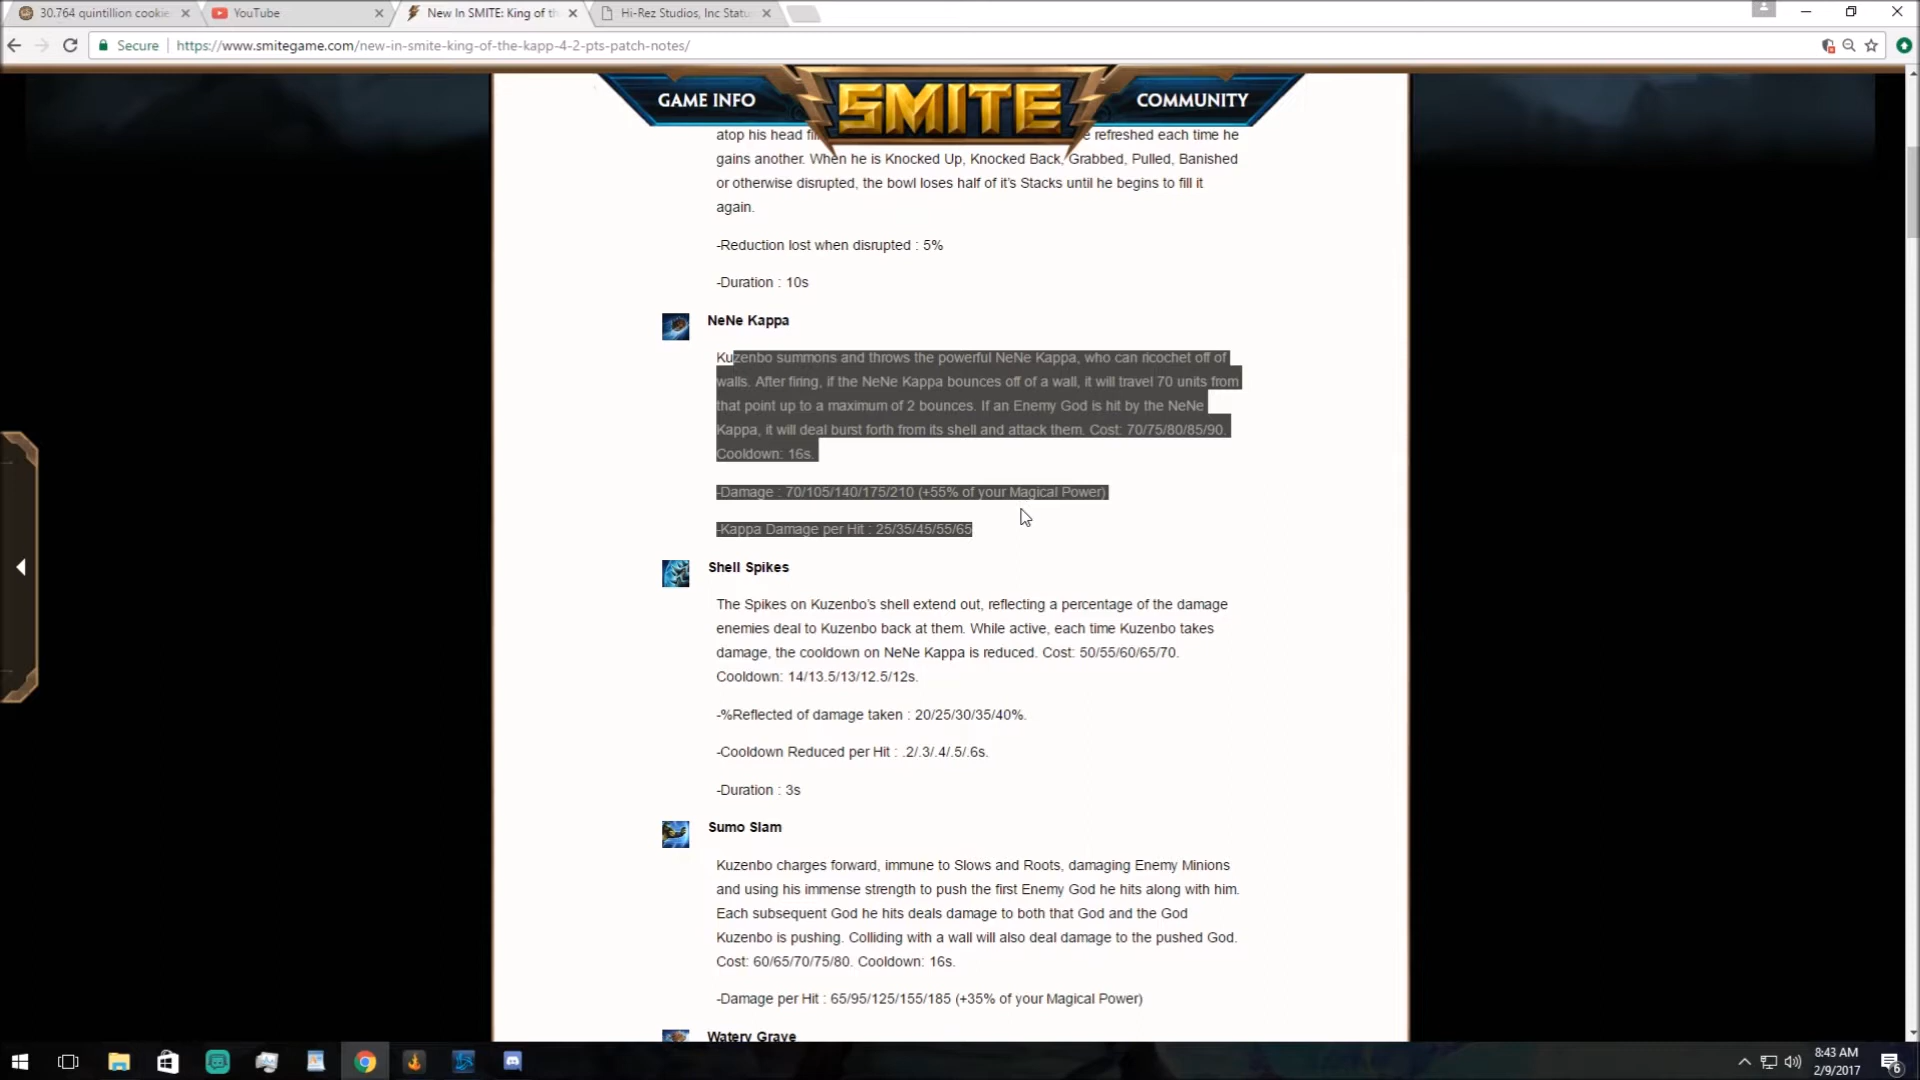 30.764 quintillion cookie
YouTube
New In SMITE: King of th
Hi-Rez Studios, Inc Statu
Secure
https://www.smitegame.com/new-in-smite-king-of-the-kapp-4-2-pts-patch-notes/
GAME INFO
SMITE
COMMUNITY
atop his head refreshed each time he
gains another. When he is Knocked Up, Knocked Back, Grabbed, Pulled, Banished
or otherwise disrupted, the bowl loses half of it's Stacks until he begins to fill it
again.
-Reduction lost when disrupted : 5%
-Duration : 10s
NeNe Kappa
Kuzenbo summons and throws the powerful NeNe Kappa, who can ricochet off of
walls. After firing, if the NeNe Kappa bounces off of a wall, it will travel 70 units from
that point up to a maximum of 2 bounces. If an Enemy God is hit by the NeNe
Kappa, it will deal burst forth from its shell and attack them. Cost: 70/75/80/85/90.
Cooldown: 16s.
-Damage : 70/105/140/175/210 (+55% of your Magical Power)
-Kappa Damage per Hit : 25/35/45/55/65
Shell Spikes
The Spikes on Kuzenbo's shell extend out, reflecting a percentage of the damage
enemies deal to Kuzenbo back at them. While active, each time Kuzenbo takes
damage, the cooldown on NeNe Kappa is reduced. Cost: 50/55/60/65/70.
Cooldown: 14/13.5/13/12.5/12s.
-%Reflected of damage taken : 20/25/30/35/40%.
-Cooldown Reduced per Hit : .2/.3/.4/.5/.6s.
-Duration : 3s
Sumo Slam
Kuzenbo charges forward, immune to Slows and Roots, damaging Enemy Minions
and using his immense strength to push the first Enemy God he hits along with him.
Each subsequent God he hits deals damage to both that God and the God
Kuzenbo is pushing. Colliding with a wall will also deal damage to the pushed God.
Cost: 60/65/70/75/80. Cooldown: 16s.
-Damage per Hit : 65/95/125/155/185 (+35% of your Magical Power)
Watery Grave
8:43 AM
2/9/2017
6